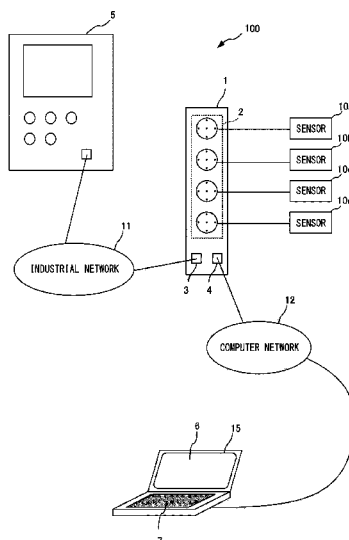 5
100
1
2
SENSOR
SENSOR
SENSOR
SENSOR
11
INDUSTRIAL NETWORK
3
4
12
COMPUTER NETWORK
6
15